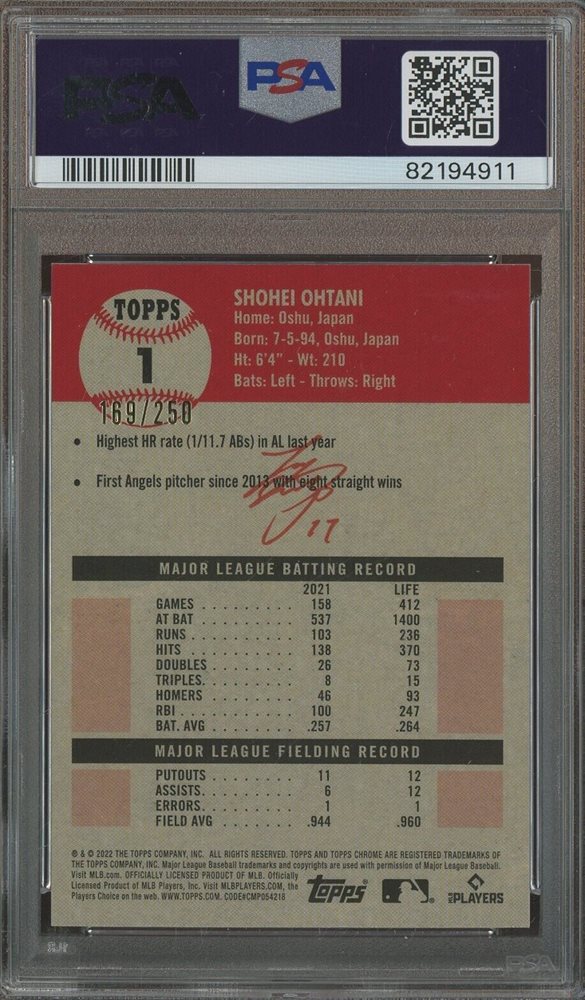 PSA
PSA
82194911
TOPPS
1
169/250
SHOHEI OHTANI
Home: Oshu, Japan
Born: 7-5-94, Oshu, Japan
Ht: 6'4" - Wt: 210
Bats: Left - Throws: Right
• Highest HR rate (1/11.7 ABs) in AL last year
• First Angels pitcher since 2013 with eight straight wins
17
MAJOR LEAGUE BATTING RECORD
2021 LIFE
GAMES . . . . . . . . . 158 412
AT BAT . . . . . . . . . 537 1400
RUNS . . . . . . . . . . 103 236
HITS . . . . . . . . . . 138 370
DOUBLES . . . . . . . . 26 73
TRIPLES. . . . . . . . . 8 15
HOMERS . . . . . . . . 46 93
RBI . . . . . . . . . . . 100 247
BAT. AVG . . . . . . . . .257 .264
MAJOR LEAGUE FIELDING RECORD
PUTOUTS . . . . . . . . 11 12
ASSISTS. . . . . . . . . 6 12
ERRORS. . . . . . . . . 1 1
FIELD AVG . . . . . . . .944 .960
® & © 2022 THE TOPPS COMPANY, INC. ALL RIGHTS RESERVED. TOPPS AND TOPPS CHROME ARE REGISTERED TRADEMARKS OF
THE TOPPS COMPANY, INC. Major League Baseball trademarks and copyrights are used with permission of Major League Baseball.
Visit MLB.com. OFFICIALLY LICENSED PRODUCT OF MLB. Officially
Licensed Product of MLB Players, Inc. Visit MLBPLAYERS.COM, the
Players Choice on the web. WWW.TOPPS.COM. CODE#CMP054218
Topps®
MLB PLAYERS
PSA